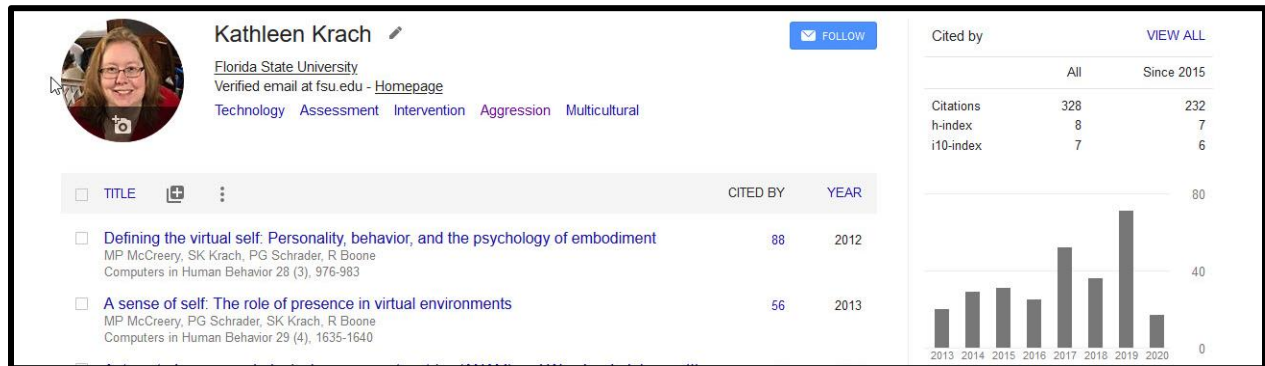 Kathleen Krach
FOLLOW
Florida State University
Verified email at fsu.edu - Homepage
Technology Assessment Intervention Aggression Multicultural
TITLE CITED BY YEAR
Defining the virtual self: Personality, behavior, and the psychology of embodiment 88 2012
MP McCreery, SK Krach, PG Schrader, R Boone
Computers in Human Behavior 28 (3), 976-983
A sense of self: The role of presence in virtual environments 56 2013
MP McCreery, PG Schrader, SK Krach, R Boone
Computers in Human Behavior 29 (4), 1635-1640
Cited by VIEW ALL
All Since 2015
Citations 328 232
h-index 8 7
i10-index 7 6
80
40
0
2013 2014 2015 2016 2017 2018 2019 2020